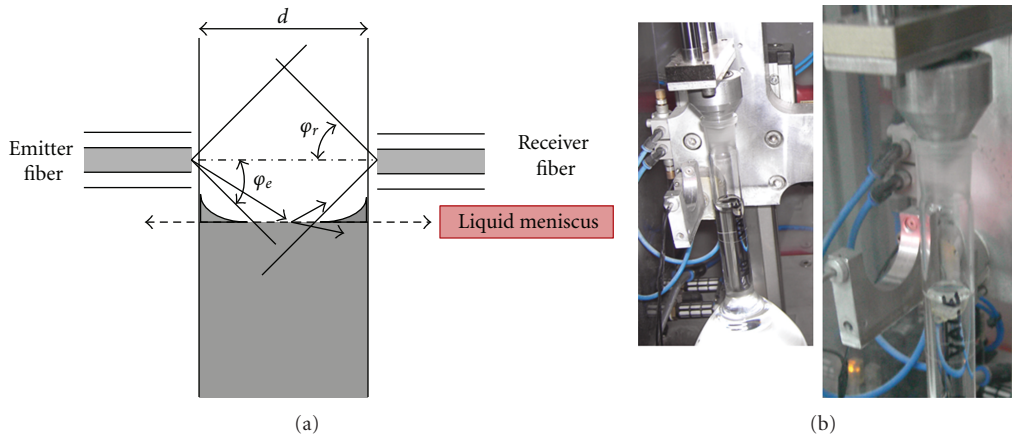 d
φr
φe
Emitter
fiber
Receiver
fiber
Liquid meniscus
(a)
(b)